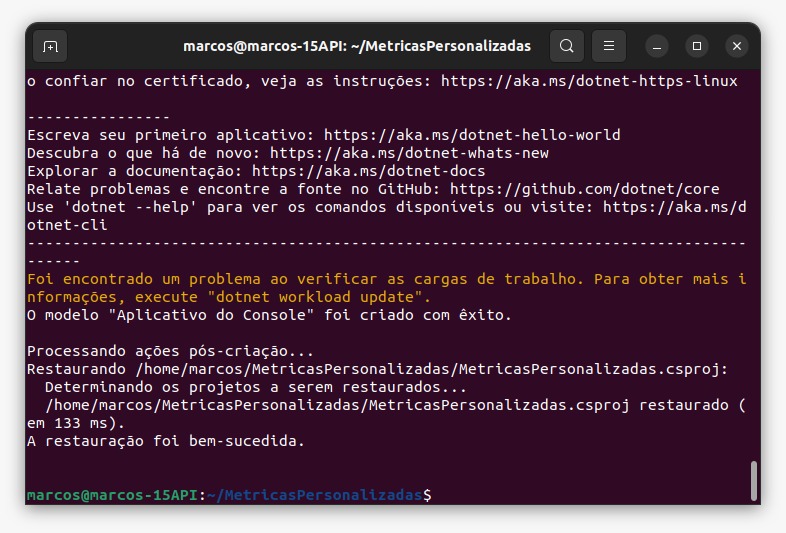 marcos@marcos-15API: ~/MetricasPersonalizadas
o confiar no certificado, veja as instruções: https://aka.ms/dotnet-https-linux
----------------
Escreva seu primeiro aplicativo: https://aka.ms/dotnet-hello-world
Descubra o que há de novo: https://aka.ms/dotnet-whats-new
Explorar a documentação: https://aka.ms/dotnet-docs
Relate problemas e encontre a fonte no GitHub: https://github.com/dotnet/core
Use 'dotnet --help' para ver os comandos disponíveis ou visite: https://aka.ms/d
otnet-cli
--------------------------------------------------------------------------------
------
Foi encontrado um problema ao verificar as cargas de trabalho. Para obter mais i
nformações, execute "dotnet workload update".
O modelo "Aplicativo do Console" foi criado com êxito.
Processando ações pós-criação...
Restaurando /home/marcos/MetricasPersonalizadas/MetricasPersonalizadas.csproj:
  Determinando os projetos a serem restaurados...
  /home/marcos/MetricasPersonalizadas/MetricasPersonalizadas.csproj restaurado (
em 133 ms).
A restauração foi bem-sucedida.
marcos@marcos-15API:~/MetricasPersonalizadas$